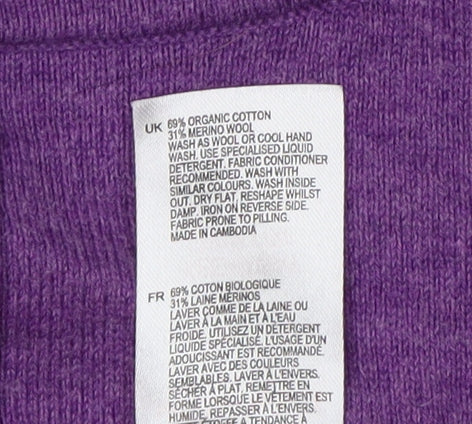 UK 69% ORGANIC COTTON
31% MERINO WOOL
WASH AS WOOL OR COOL HAND
WASH. USE SPECIALISED LIQUID
DETERGENT. FABRIC CONDITIONER
RECOMMENDED. WASH WITH
SIMILAR COLOURS. WASH INSIDE
OUT. DRY FLAT, RESHAPE WHILST
DAMP. IRON ON REVERSE SIDE.
FABRIC PRONE TO PILLING.
MADE IN CAMBODIA
FR 69% COTON BIOLOGIQUE
31% LAINE MÉRINOS
LAVER COMME DE LA LAINE OU
LAVER À LA MAIN ET À L'EAU
FROIDE. UTILISEZ UN DÉTERGENT
LIQUIDE SPÉCIALISÉ. L'USAGE D'UN
ADOUCISSANT EST RECOMMANDÉ.
LAVER AVEC DES COULEURS
SEMBLABLES. LAVER À L'ENVERS.
SÉCHER À PLAT, REMETTRE EN
FORME LORSQUE LE VÊTEMENT EST
HUMIDE. REPASSER À L'ENVERS.
ÉTOFFE A TENDANCE À